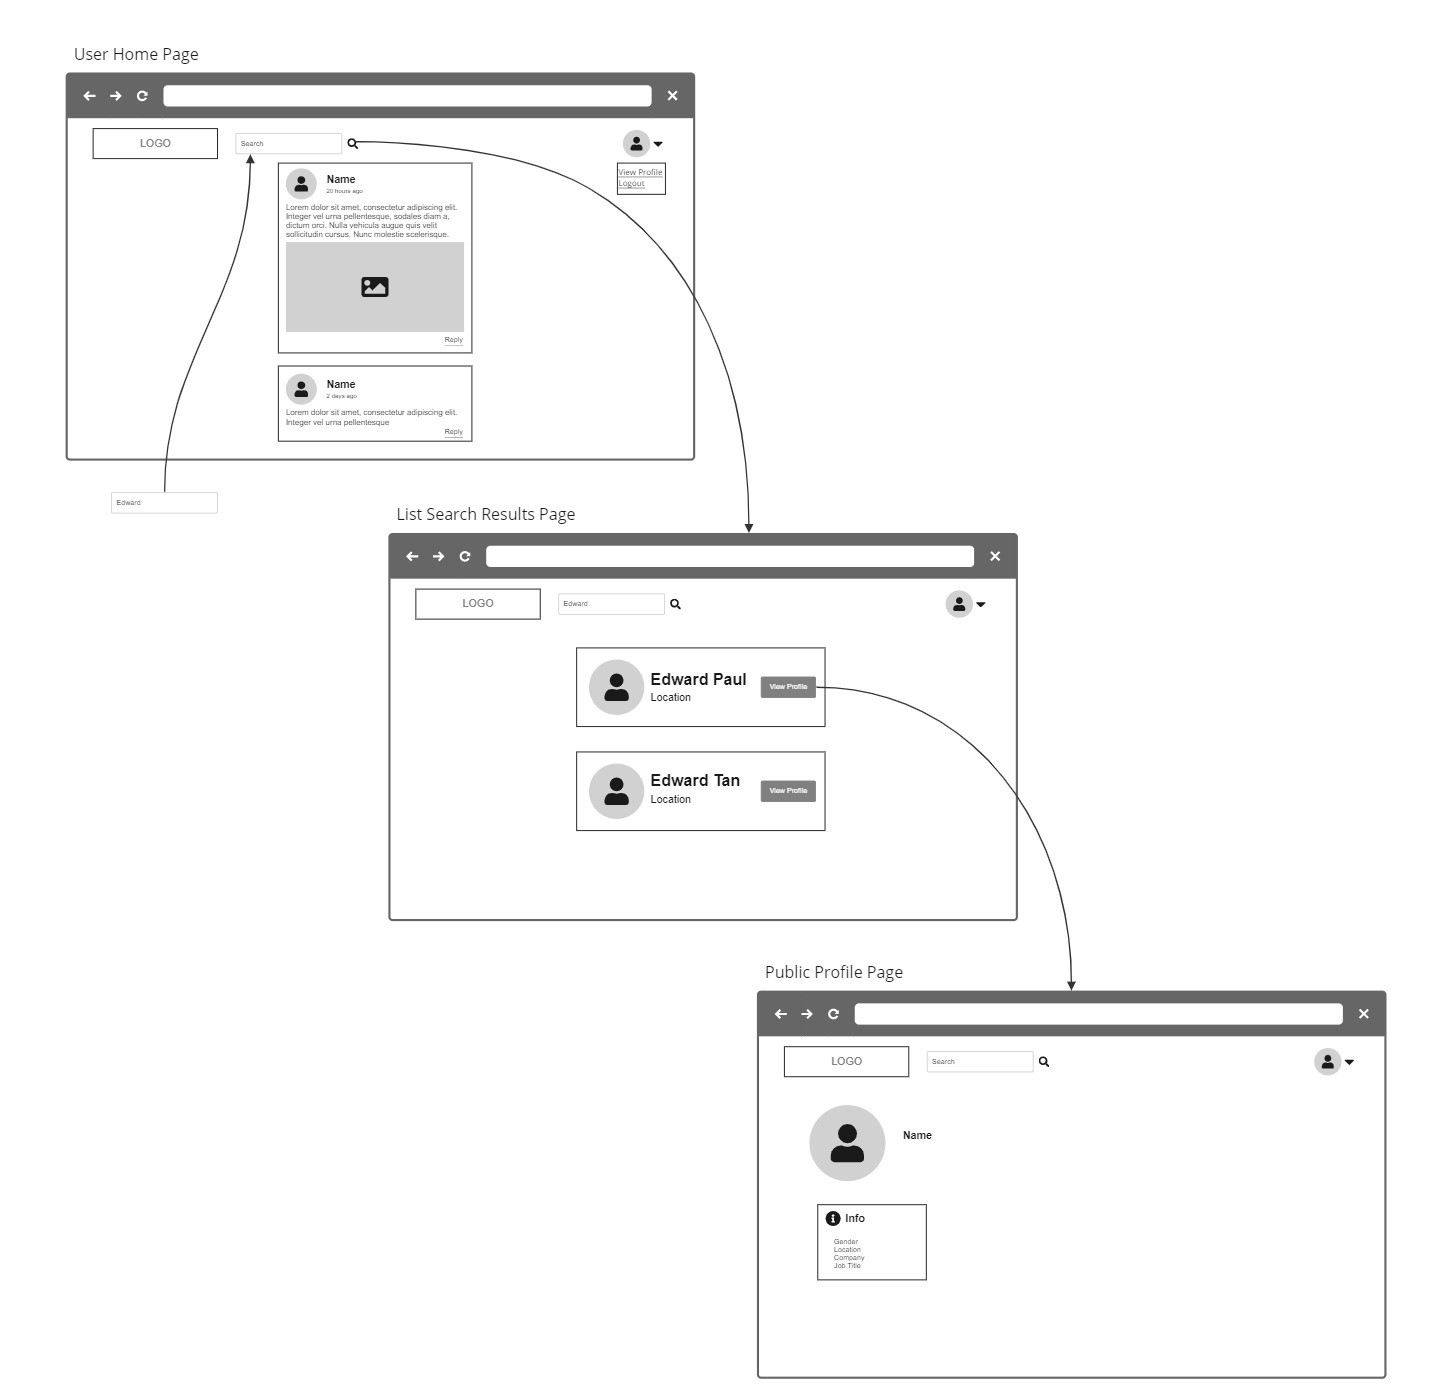 User Home Page
LOGO
Search
View Profile
Logout
Name
20 hours ago
Lorem dolor sit amet, consectetur adipiscing elit.
Integer vel urna pellentesque, sodales diam a,
dictum orci. Nulla vehicula augue quis velit
sollicitudin cursus. Nunc molestie scelerisque.
Reply
Name
2 days ago
Lorem dolor sit amet, consectetur adipiscing elit.
Integer vel urna pellentesque
Reply
Edward
List Search Results Page
LOGO
Edward
Edward Paul
Location
View Profile
Edward Tan
Location
View Profile
Public Profile Page
LOGO
Search
Name
Info
Gender
Location
Company
Job Title